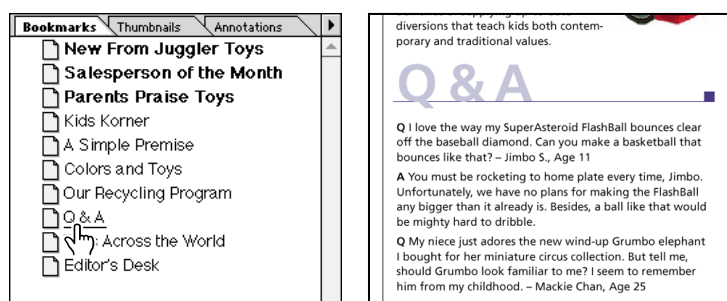 Bookmarks Thumbnails Annotations
New From Juggler Toys
Salesperson of the Month
Parents Praise Toys
Kids Korner
A Simple Premise
Colors and Toys
Our Recycling Program
Q & A
: Across the World
Editor's Desk
diversions that teach kids both contem-
porary and traditional values.
Q & A
Q I love the way my SuperAsteroid FlashBall bounces clear
off the baseball diamond. Can you make a basketball that
bounces like that? – Jimbo S., Age 11
A You must be rocketing to home plate every time, Jimbo.
Unfortunately, we have no plans for making the FlashBall
any bigger than it already is. Besides, a ball like that would
be mighty hard to dribble.
Q My niece just adores the new wind-up Grumbo elephant
I bought for her miniature circus collection. But tell me,
should Grumbo look familiar to me? I seem to remember
him from my childhood. – Mackie Chan, Age 25